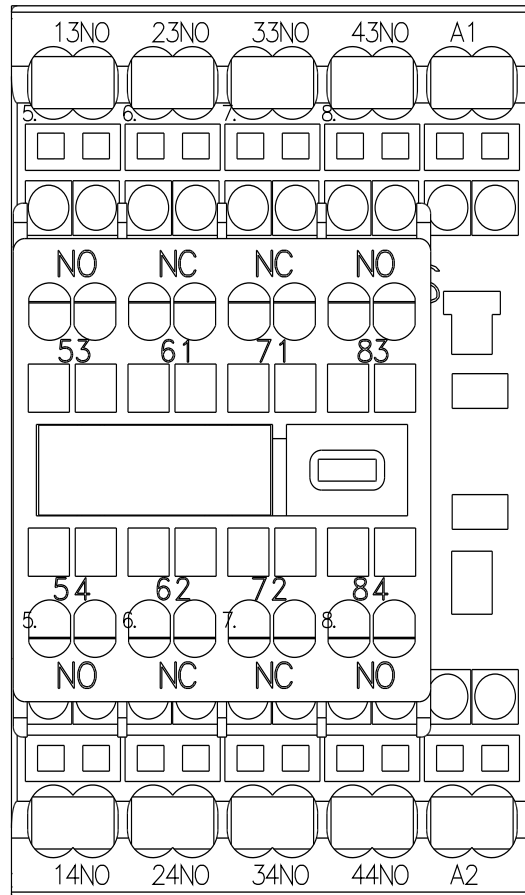 13NO 23NO 33NO 43NO A1
5. 6. 7. 8.
NO NC NC NO
53 61 71 83
54 62 72 84
5. 6. 7. 8.
NO NC NC NO
14NO 24NO 34NO 44NO A2